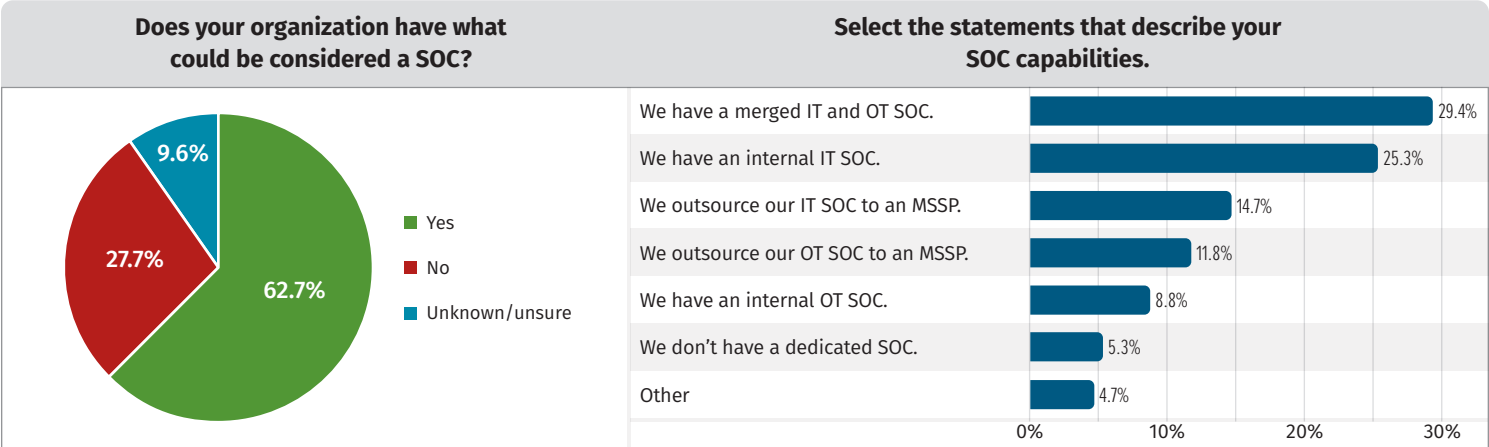 Does your organization have what
could be considered a SOC?
9.6%
27.7%
62.7%
Yes
No
Unknown/unsure
Select the statements that describe your
SOC capabilities.
We have a merged IT and OT SOC. 29.4%
We have an internal IT SOC. 25.3%
We outsource our IT SOC to an MSSP. 14.7%
We outsource our OT SOC to an MSSP. 11.8%
We have an internal OT SOC. 8.8%
We don’t have a dedicated SOC. 5.3%
Other 4.7%
0% 10% 20% 30%